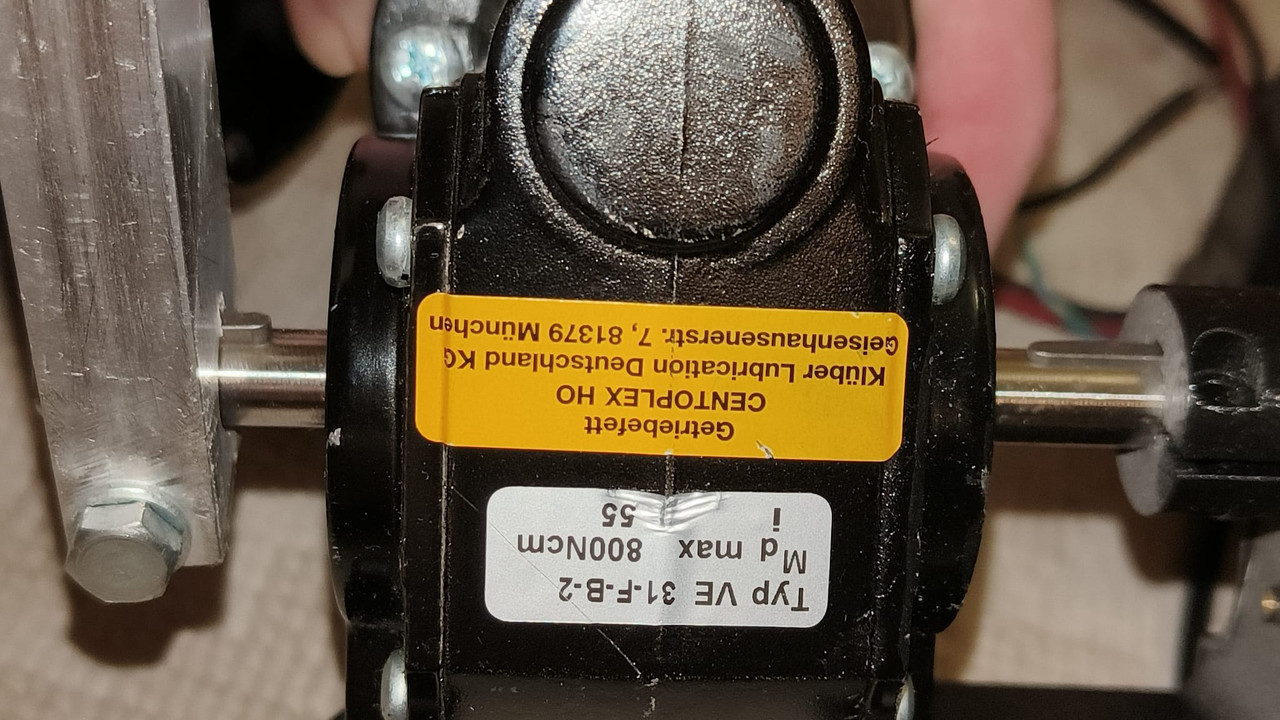 Typ VE 31-F-B-2
Md max 800Ncm
i 55
Getriebefett
CENTOPLEX HO
Klüber Lubrication Deutschland KG
Geisenhausenerstr. 7, 81379 München